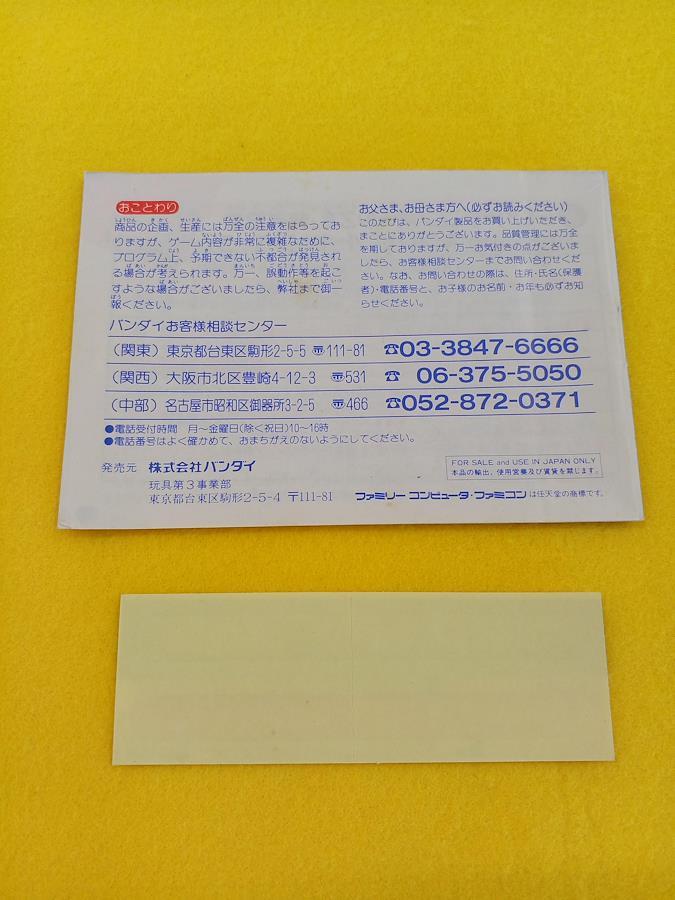 おことわり
商品の企画、生産には万全の注意をはらってお
りますが、ゲーム内容が非常に複雑なために、
プログラム上、予期できない不都合が発見され
る場合が考えられます。万一、誤動作等を起こ
すような場合がございましたら、弊社まで御一
報ください。
お父さま、お母さま方へ(必ずお読みください)
このたびは、バンダイ製品をお買い上げいただき、
まことにありがとうございます。品質管理には万全
を期しておりますが、万一お気付きの点がございま
したら、お客様相談センターまでお問い合わせくださ
い。なお、お問い合わせの際は、住所・氏名(保護
者)・電話番号と、お子様のお名前・お年も必ずお知
らせください。
バンダイお客様相談センター
(関東) 東京都台東区駒形2-5-5 〒111-81 ☎03-3847-6666
(関西) 大阪市北区豊崎4-12-3 〒531 ☎06-375-5050
(中部) 名古屋市昭和区御器所3-2-5 〒466 ☎052-872-0371
●電話受付時間 月〜金曜日(除く祝日)10〜16時
●電話番号はよく確かめて、おまちがえのないようにしてください。
発売元 株式会社バンダイ
玩具第3事業部
東京都台東区駒形2-5-4 〒111-81
FOR SALE and USE IN JAPAN ONLY
本品の輸出、使用営業及び賃貸を禁じます。
ファミリーコンピュータ・ファミコンは任天堂の商標です。